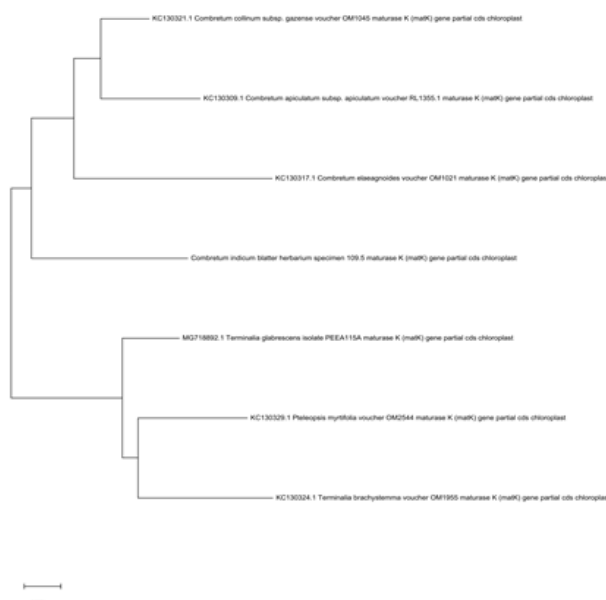 KC130321.1 Combretum collinum subsp. gazense voucher OM1045 maturase K (matK) gene partial cds chloroplast
KC130309.1 Combretum apiculatum subsp. apiculatum voucher RL1355.1 maturase K (matK) gene partial cds chloroplast
KC130317.1 Combretum elaeagnoides voucher OM1021 maturase K (matK) gene partial cds chloroplas
Combretum indicum blatter herbarium specimen 109.5 maturase K (matK) gene partial cds chloroplast
MG718892.1 Terminalia glabrescens isolate PEEA115A maturase K (matK) gene partial cds chloroplast
KC130329.1 Pteleopsis myrtifolia voucher OM2544 maturase K (matK) gene partial cds chloroplast
KC130324.1 Terminalia brachystemma voucher OM1955 maturase K (matK) gene partial cds chloroplas